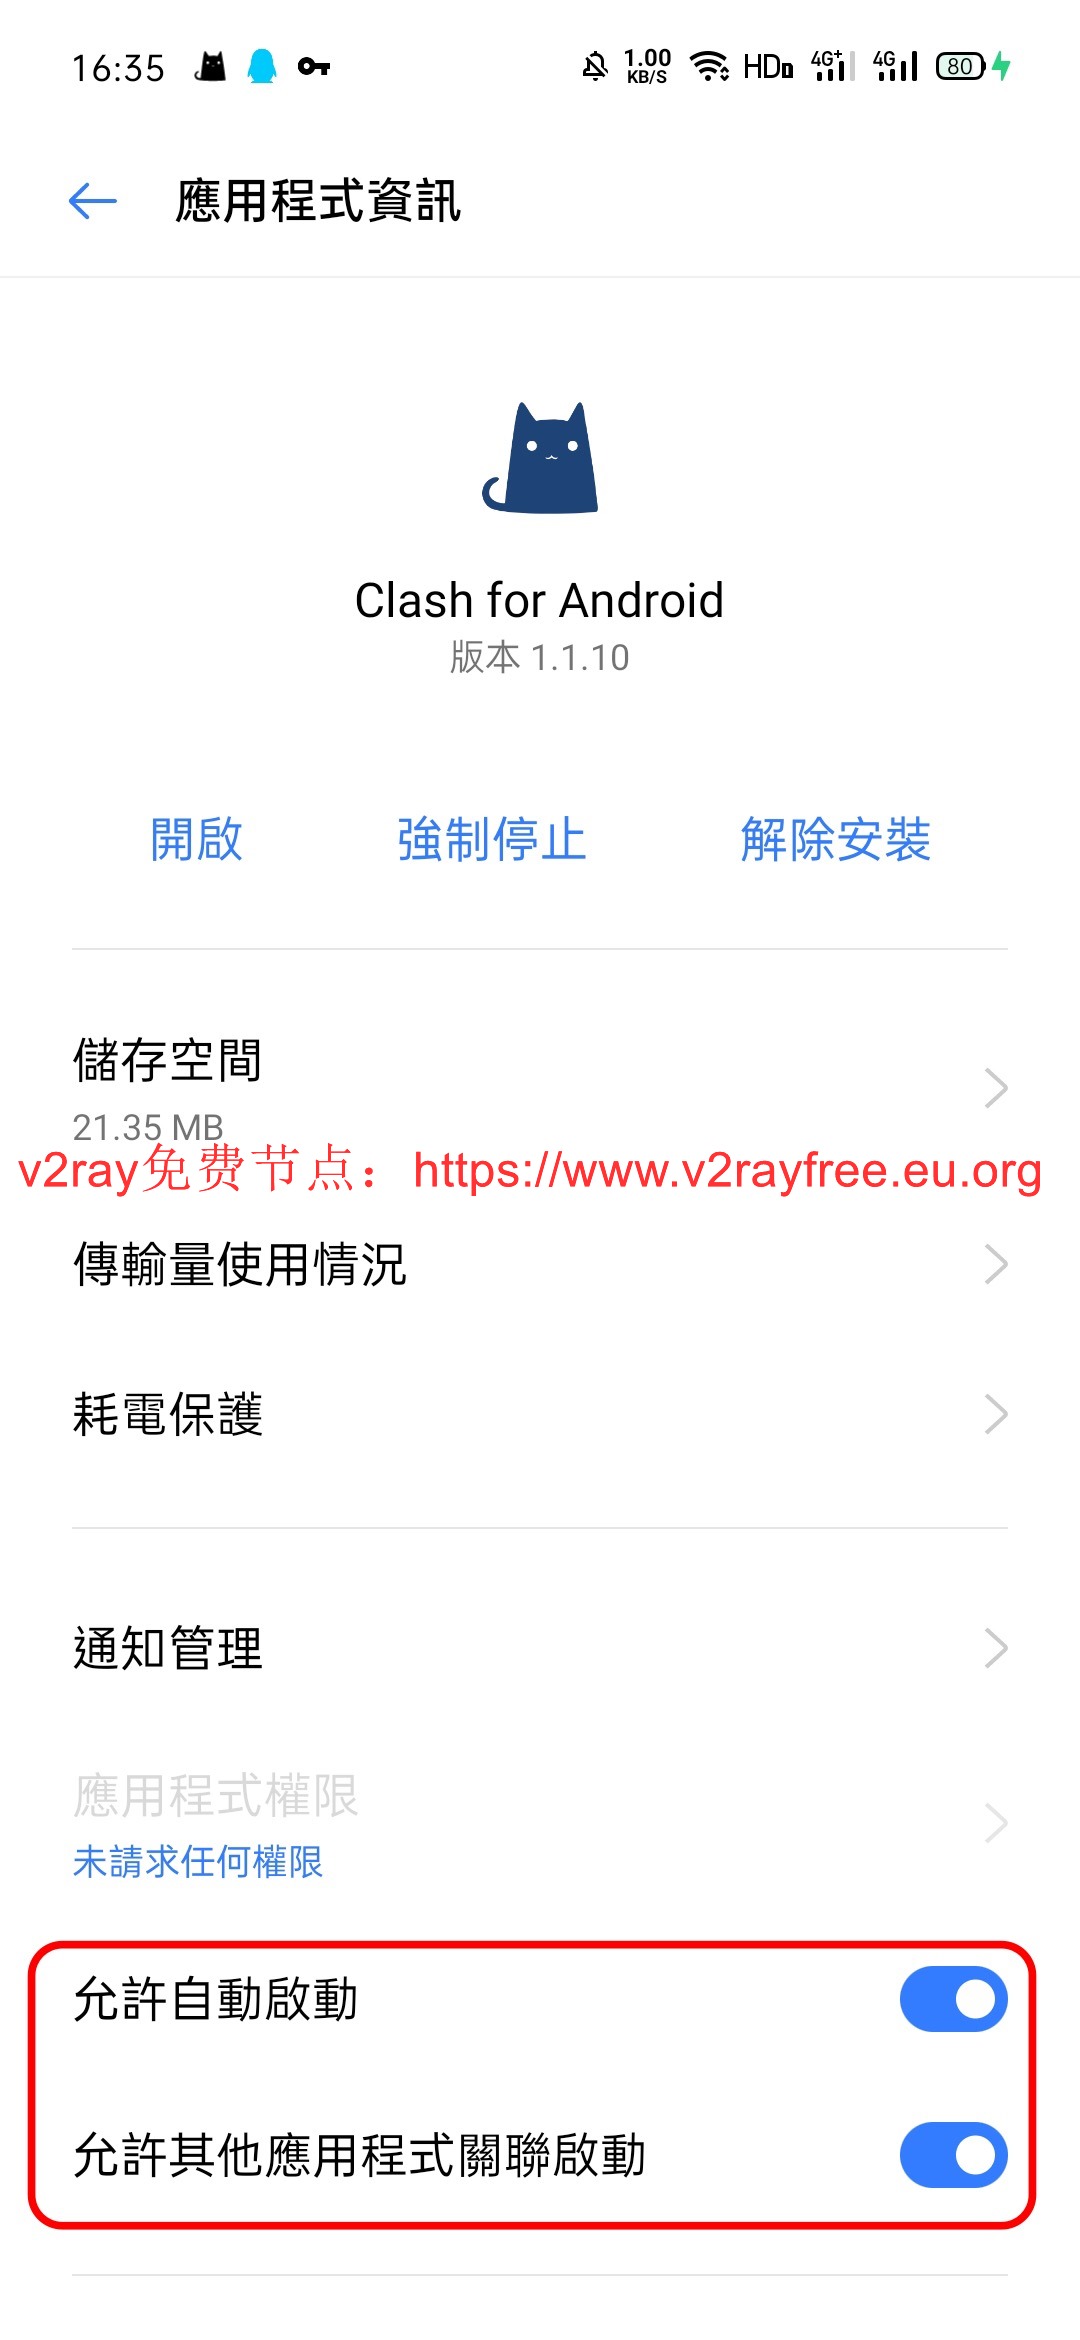 16:35 1.00 KB/S HD 4G+ 4G 80
應用程式資訊
Clash for Android
版本 1.1.10
開啟 強制停止 解除安裝
儲存空間
21.35 MB
v2ray免费节点：https://www.v2rayfree.eu.org
傳輸量使用情況
耗電保護
通知管理
應用程式權限
未請求任何權限
允許自動啟動
允許其他應用程式關聯啟動